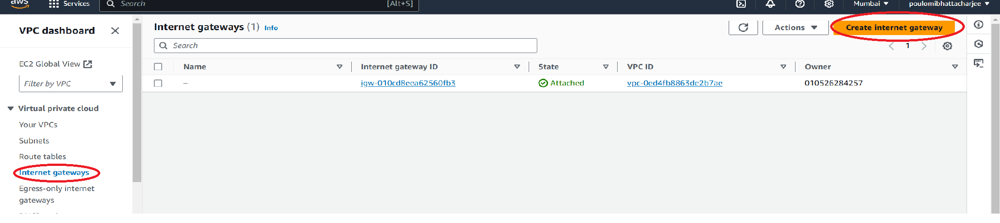 aws Services Search [Alt+S] Mumbai poulomibhattacharjee
VPC dashboard
EC2 Global View
Filter by VPC
Virtual private cloud
Your VPCs
Subnets
Route tables
Internet gateways
Egress-only internet
gateways
Internet gateways (1) Info
Actions
Create internet gateway
Search
1
Name Internet gateway ID State VPC ID Owner
– igw-010cd8eea62560fb3 Attached vpc-0ed4fb8863de2b7ae 010526284257